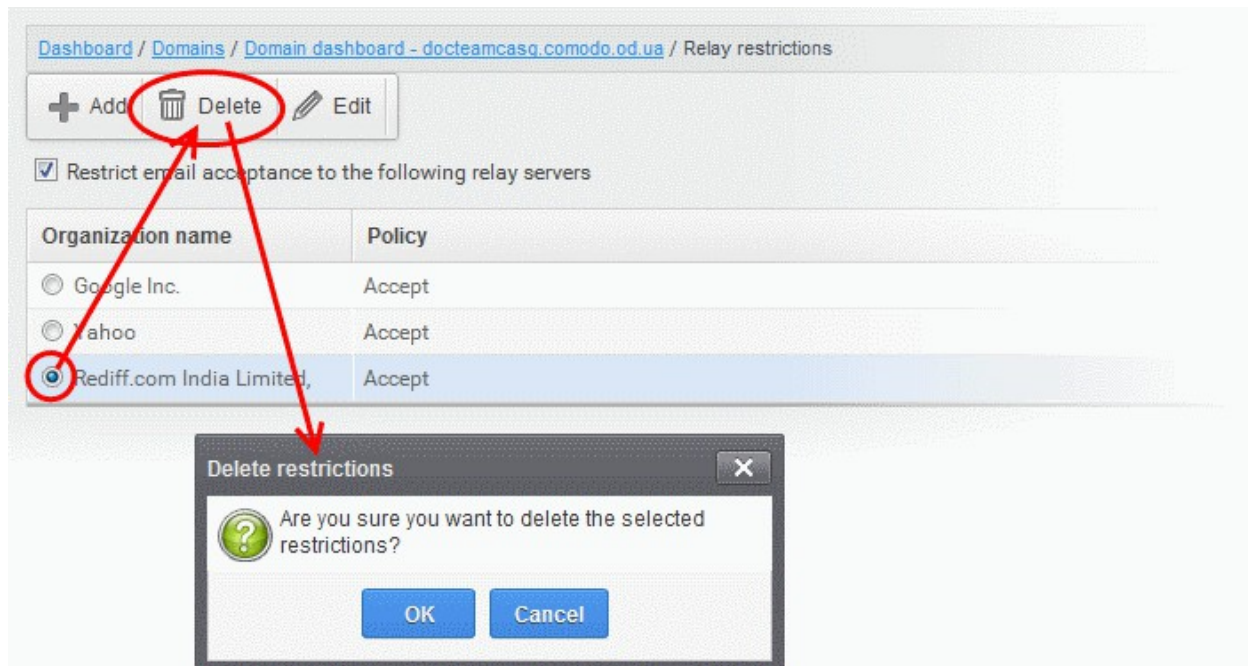 Dashboard / Domains / Domain dashboard - docteamcasg.comodo.od.ua / Relay restrictions
Add Delete Edit
Restrict email acceptance to the following relay servers
Organization name Policy
Google Inc. Accept
Yahoo Accept
Rediff.com India Limited, Accept
Delete restrictions
Are you sure you want to delete the selected
restrictions?
OK Cancel